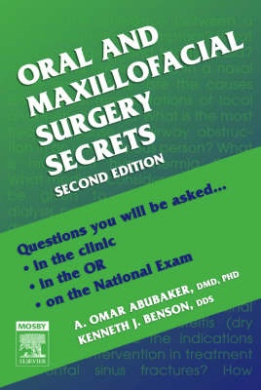 ORAL AND
MAXILLOFACIAL
SURGERY
SECRETS
SECOND EDITION
Questions you will be asked...
• in the clinic
• in the OR
• on the National Exam
A. OMAR ABUBAKER, DMD, PHD
KENNETH J. BENSON, DDS
MOSBY
ELSEVIER